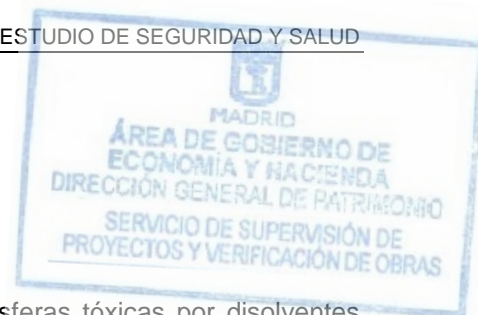 ESTUDIO DE SEGURIDAD Y SALUD
MADRID
ÁREA DE GOBIERNO DE
ECONOMÍA Y HACIENDA
DIRECCIÓN GENERAL DE PATRIMONIO
SERVICIO DE SUPERVISIÓN DE
PROYECTOS Y VERIFICACIÓN DE OBRAS
sferas tóxicas por disolventes